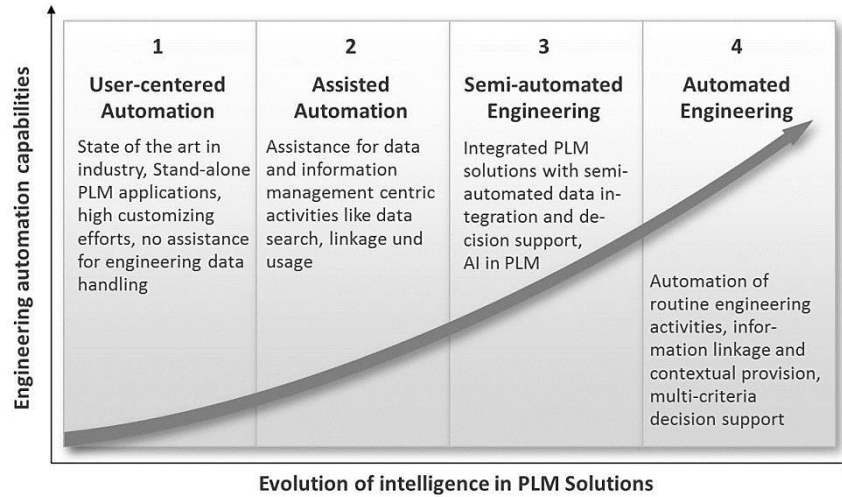 Engineering automation capabilities
1
User-centered
Automation
State of the art in
industry, Stand-alone
PLM applications,
high customizing
efforts, no assistance
for engineering data
handling
2
Assisted
Automation
Assistance for data
and information
management centric
activities like data
search, linkage und
usage
3
Semi-automated
Engineering
Integrated PLM
solutions with semi-
automated data in-
tegration and de-
cision support,
AI in PLM
4
Automated
Engineering
Automation of
routine engineering
activities, infor-
mation linkage and
contextual provision,
multi-criteria
decision support
Evolution of intelligence in PLM Solutions